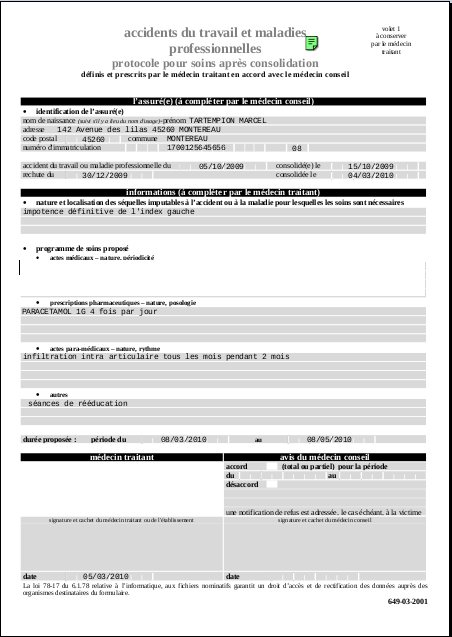 accidents du travail et maladies
professionnelles
protocole pour soins après consolidation
définis et prescrits par le médecin traitant en accord avec le médecin conseil
volet 1
à conserver
par le médecin
traitant
l'assuré(e) (à compléter par le médecin conseil)
• identification de l'assuré(e)
nom de naissance (suivi s'il y a lieu du nom d'usage)-prénom TARTEMPION MARCEL
adresse 142 Avenue des lilas 45260 MONTEREAU
code postal 45260 commune MONTEREAU
numéro d'immatriculation 1700125645656 08
accident du travail ou maladie professionnelle du 05/10/2009 consolidé(e) le 15/10/2009
rechute du 30/12/2009 consolidée le 04/03/2010
informations (à compléter par le médecin traitant)
• nature et localisation des séquelles imputables à l'accident ou à la maladie pour lesquelles les soins sont nécessaires
impotence définitive de l'index gauche
• programme de soins proposé
• actes médicaux – nature, périodicité
• prescriptions pharmaceutiques – nature, posologie
PARACETAMOL 1G 4 fois par jour
• actes para-médicaux – nature, rythme
infiltration intra articulaire tous les mois pendant 2 mois
• autres
séances de rééducation
durée proposée : période du 08/03/2010 au 08/05/2010
médecin traitant
avis du médecin conseil
accord (total ou partiel) pour la période
du au
désaccord
une notification de refus est adressée, le cas échéant, à la victime
signature et cachet du médecin traitant ou de l'établissement
signature et cachet du médecin conseil
date 05/03/2010
date
La loi 78-17 du 6.1.78 relative à l'informatique, aux fichiers nominatifs garantit un droit d'accès et de rectification des données auprès des
organismes destinataires du formulaire.
649-03-2001